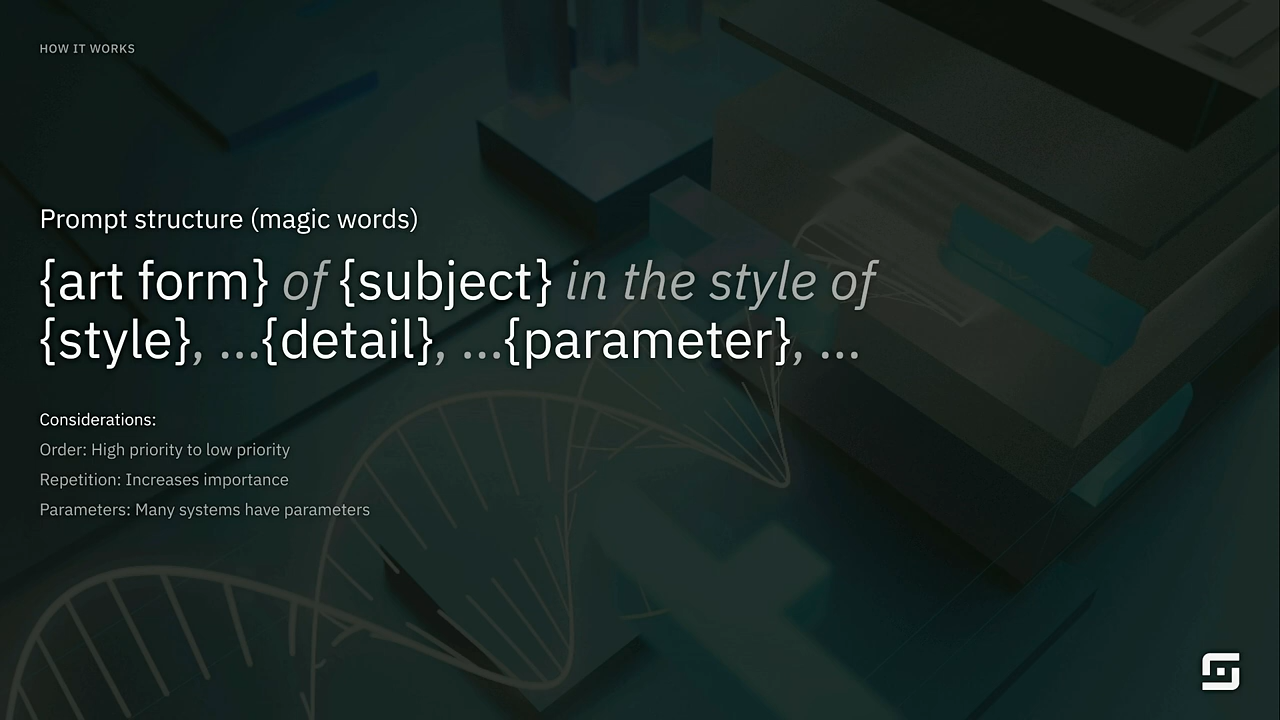 HOW IT WORKS
Prompt structure (magic words)
{art form} of {subject} in the style of
{style}, ...{detail}, ...{parameter}, ...
Considerations:
Order: High priority to low priority
Repetition: Increases importance
Parameters: Many systems have parameters